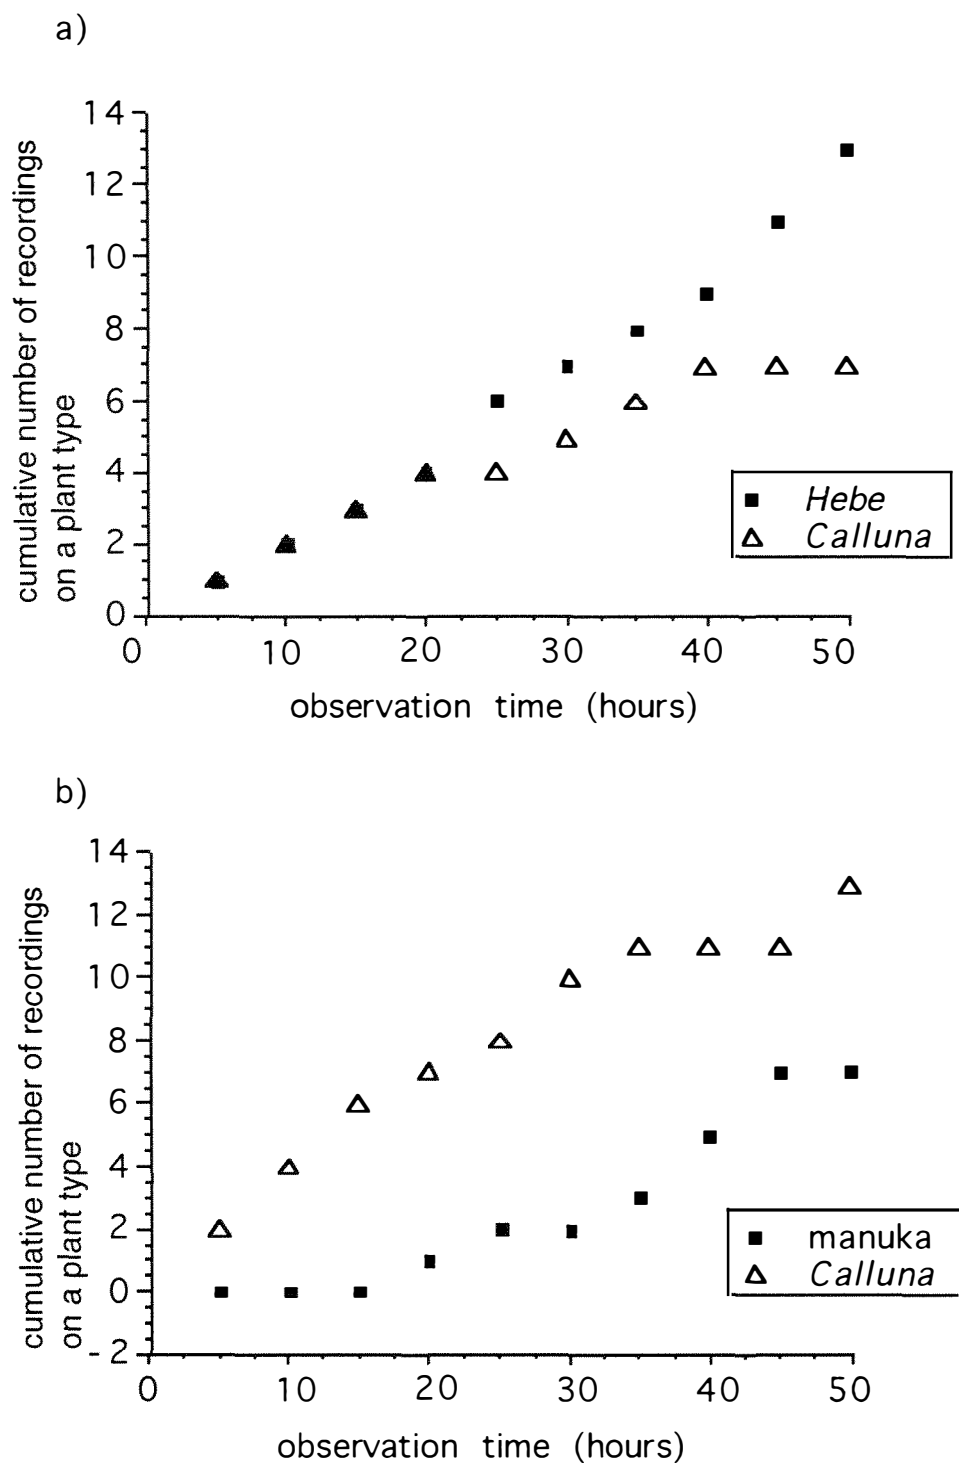 a)
14
12
10
8
6
4
2
0
cumulative number of recordings
on a plant type
Hebe
Calluna
0 10 20 30 40 50
observation time (hours)
b)
14
12
10
8
6
4
2
0
-2
cumulative number of recordings
on a plant type
manuka
Calluna
0 10 20 30 40 50
observation time (hours)